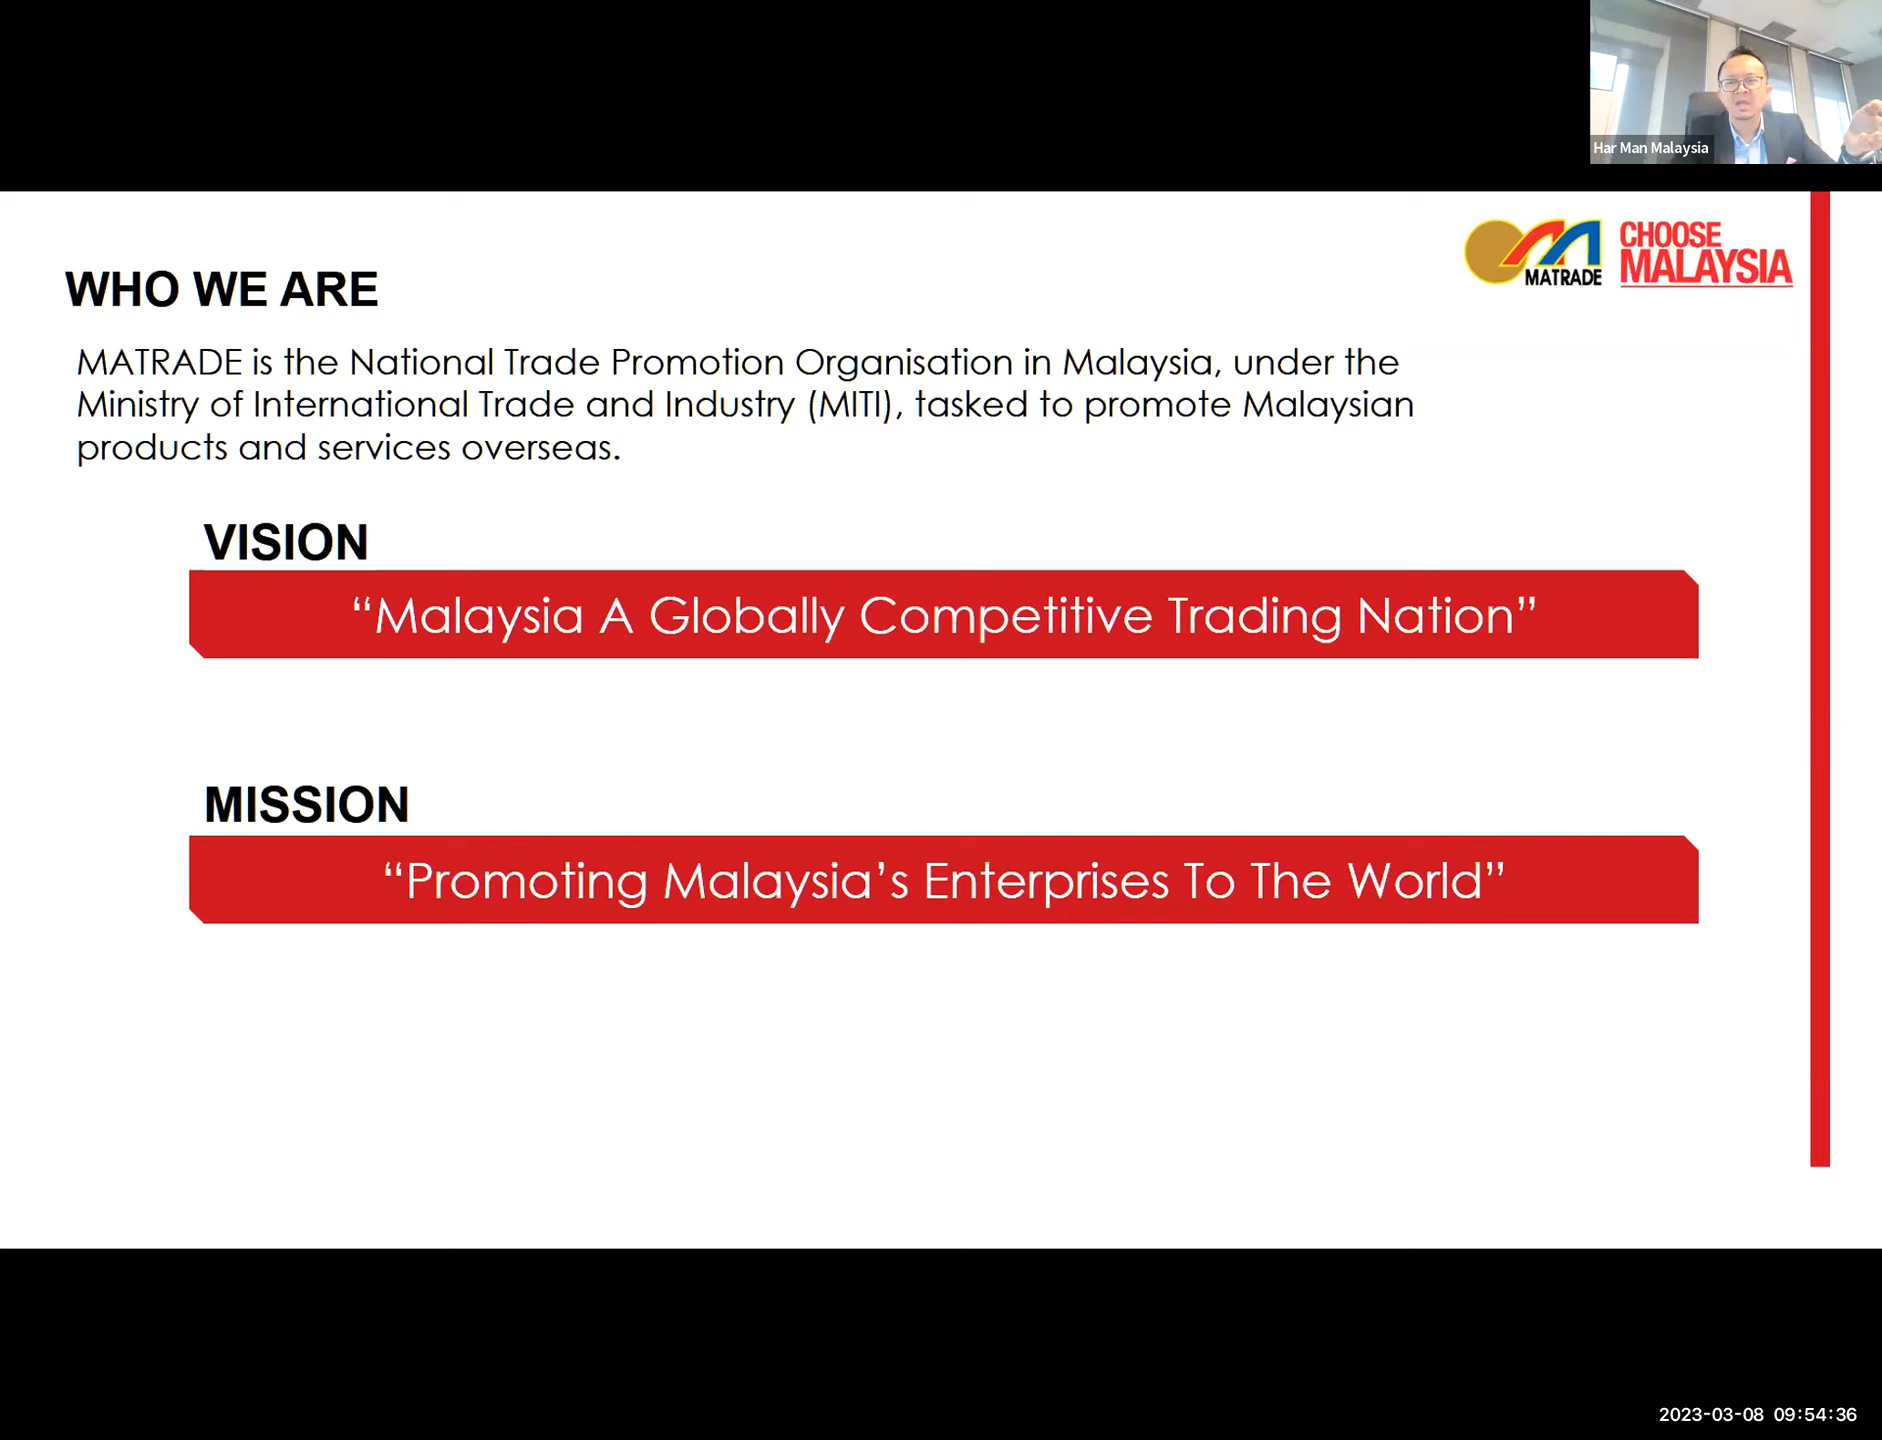 Har Man Malaysia
MATRADE
CHOOSE
MALAYSIA
WHO WE ARE
MATRADE is the National Trade Promotion Organisation in Malaysia, under the
Ministry of International Trade and Industry (MITI), tasked to promote Malaysian
products and services overseas.
VISION
“Malaysia A Globally Competitive Trading Nation”
MISSION
“Promoting Malaysia’s Enterprises To The World”
2023-03-08 09:54:36